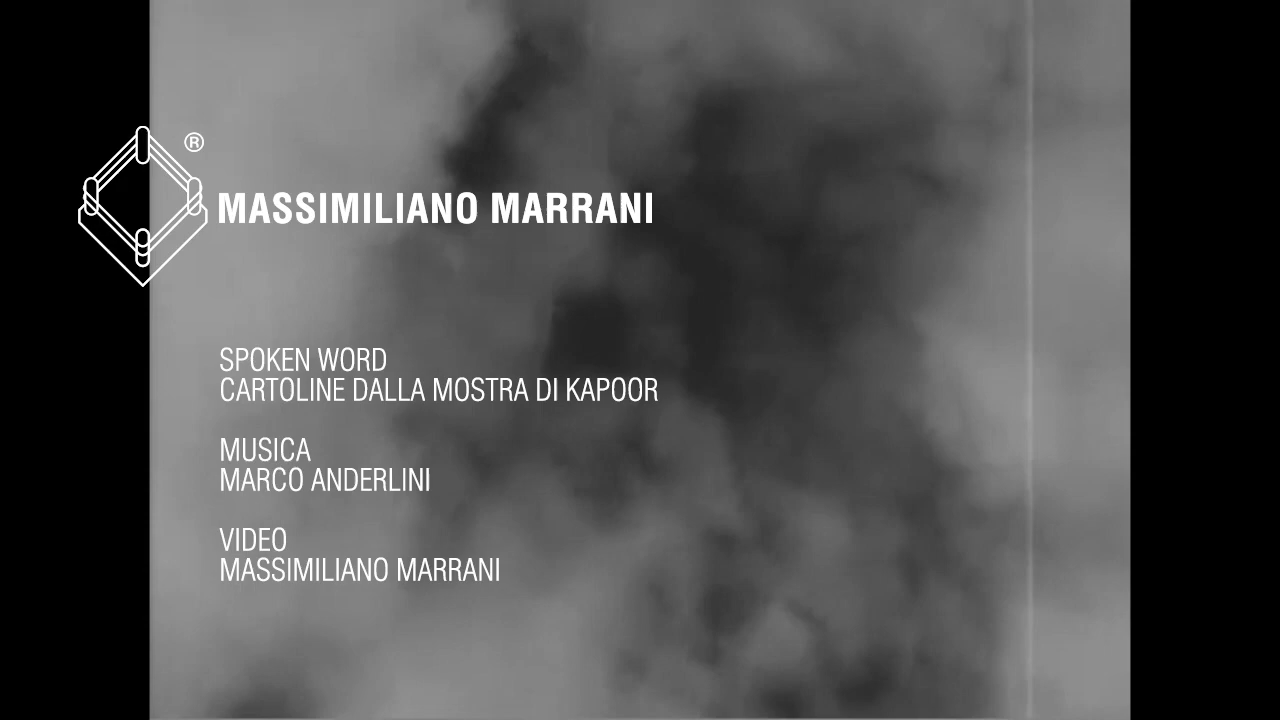 ®
MASSIMILIANO MARRANI
SPOKEN WORD
CARTOLINE DALLA MOSTRA DI KAPOOR
MUSICA
MARCO ANDERLINI
VIDEO
MASSIMILIANO MARRANI